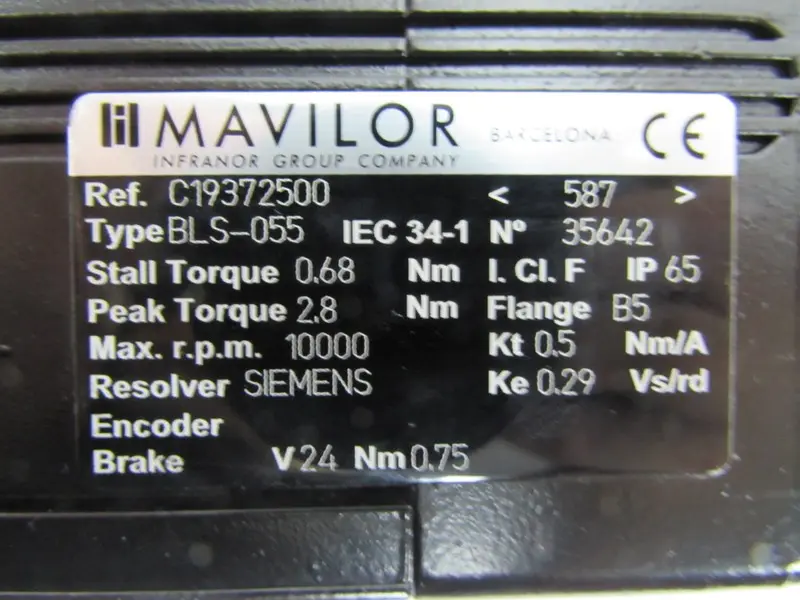 MAVILOR BARCELONA CE
INFRANOR GROUP COMPANY
Ref. C19372500 < 587 >
Type BLS-055 IEC 34-1 Nº 35642
Stall Torque 0.68 Nm I. Cl. F IP 65
Peak Torque 2.8 Nm Flange B5
Max. r.p.m. 10000 Kt 0.5 Nm/A
Resolver SIEMENS Ke 0.29 Vs/rd
Encoder
Brake V 24 Nm 0.75